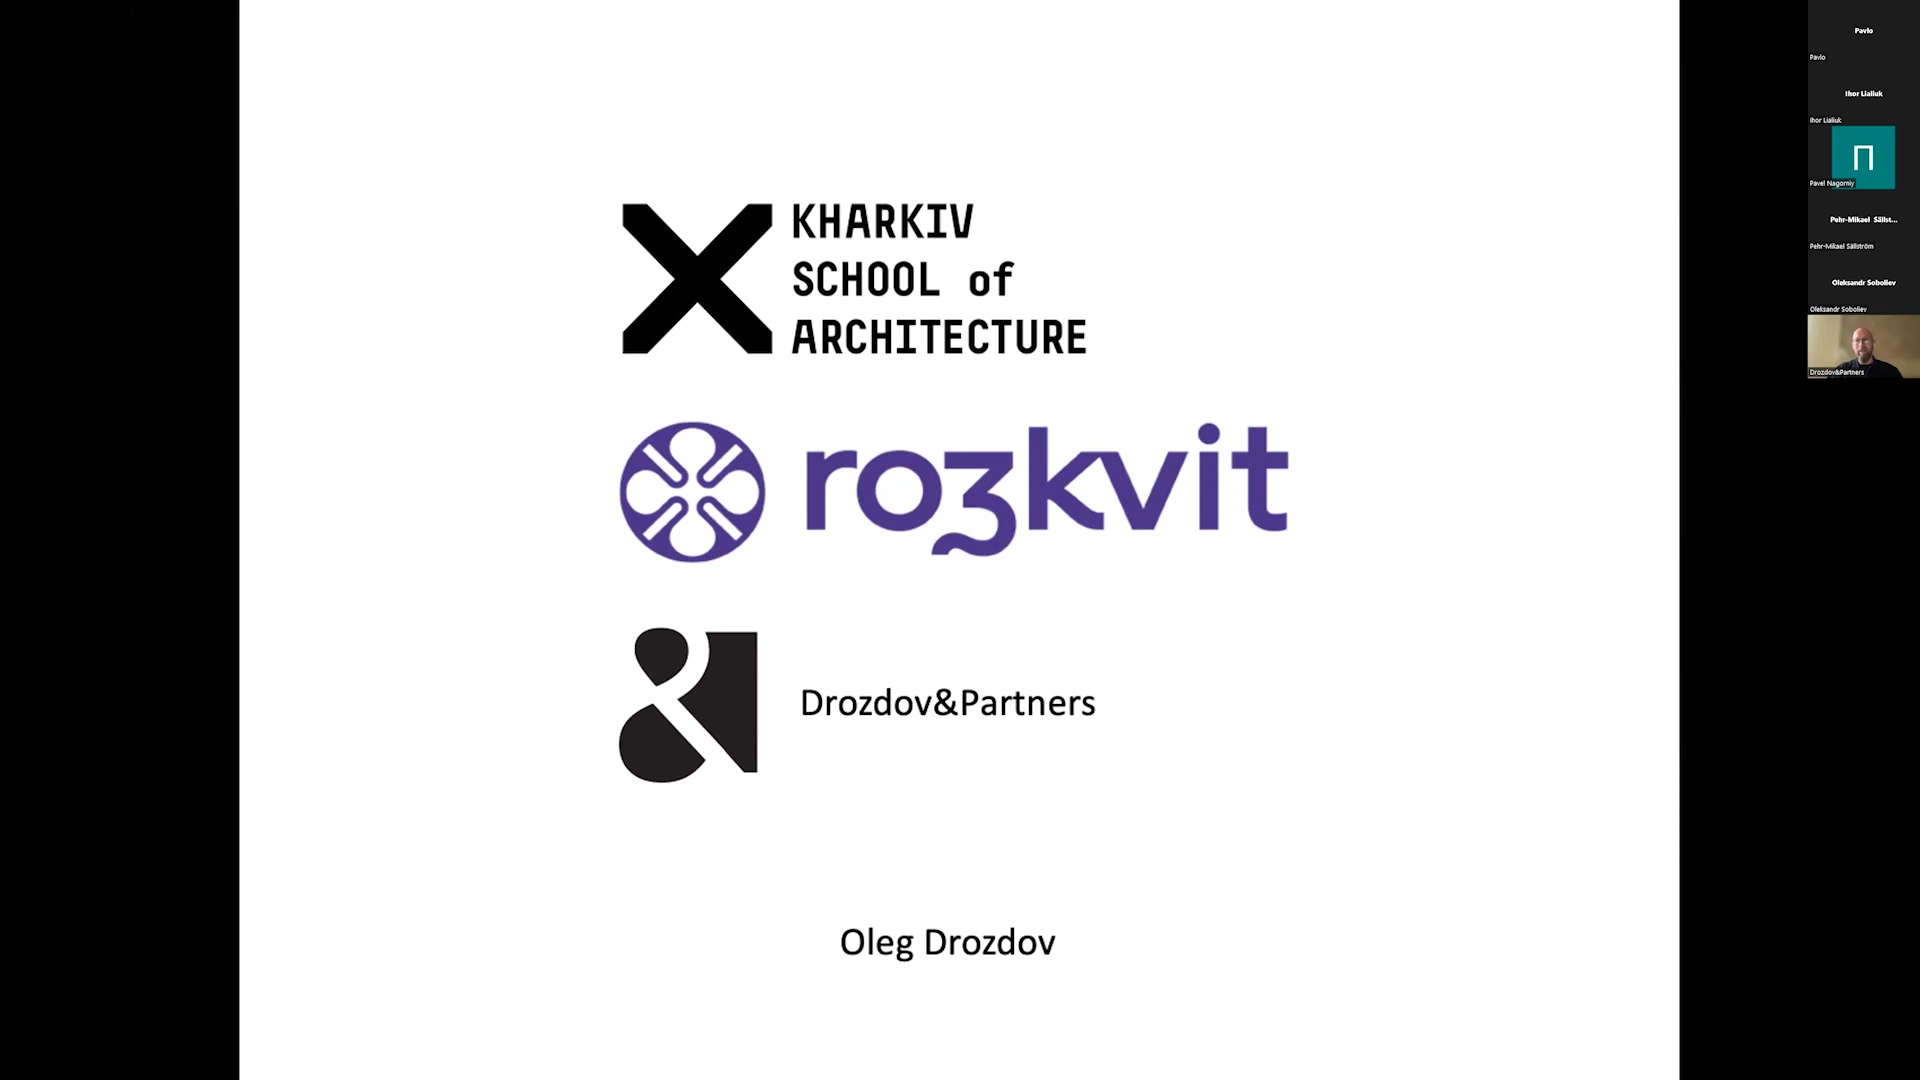 KHARKIV
SCHOOL of
ARCHITECTURE
roзkvit
Drozdov&Partners
Oleg Drozdov
Pavlo
Pavlo
Ihor Lialiuk
Ihor Lialiuk
П
Pavel Nagorniy
Pehr-Mikael Sällst...
Pehr-Mikael Sällström
Oleksandr Soboliev
Oleksandr Soboliev
Drozdov&Partners